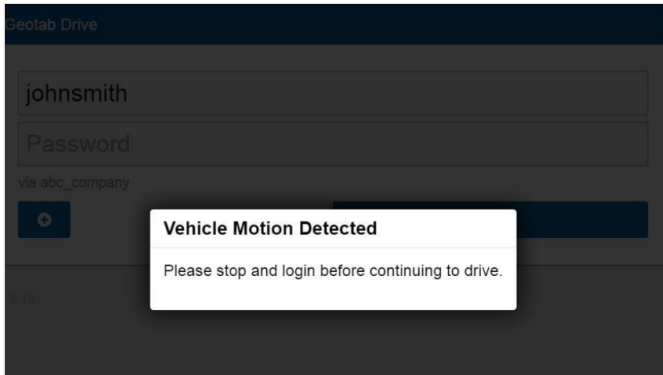 Geotab Drive
johnsmith
Password
via abc_company
Vehicle Motion Detected
Please stop and login before continuing to drive.